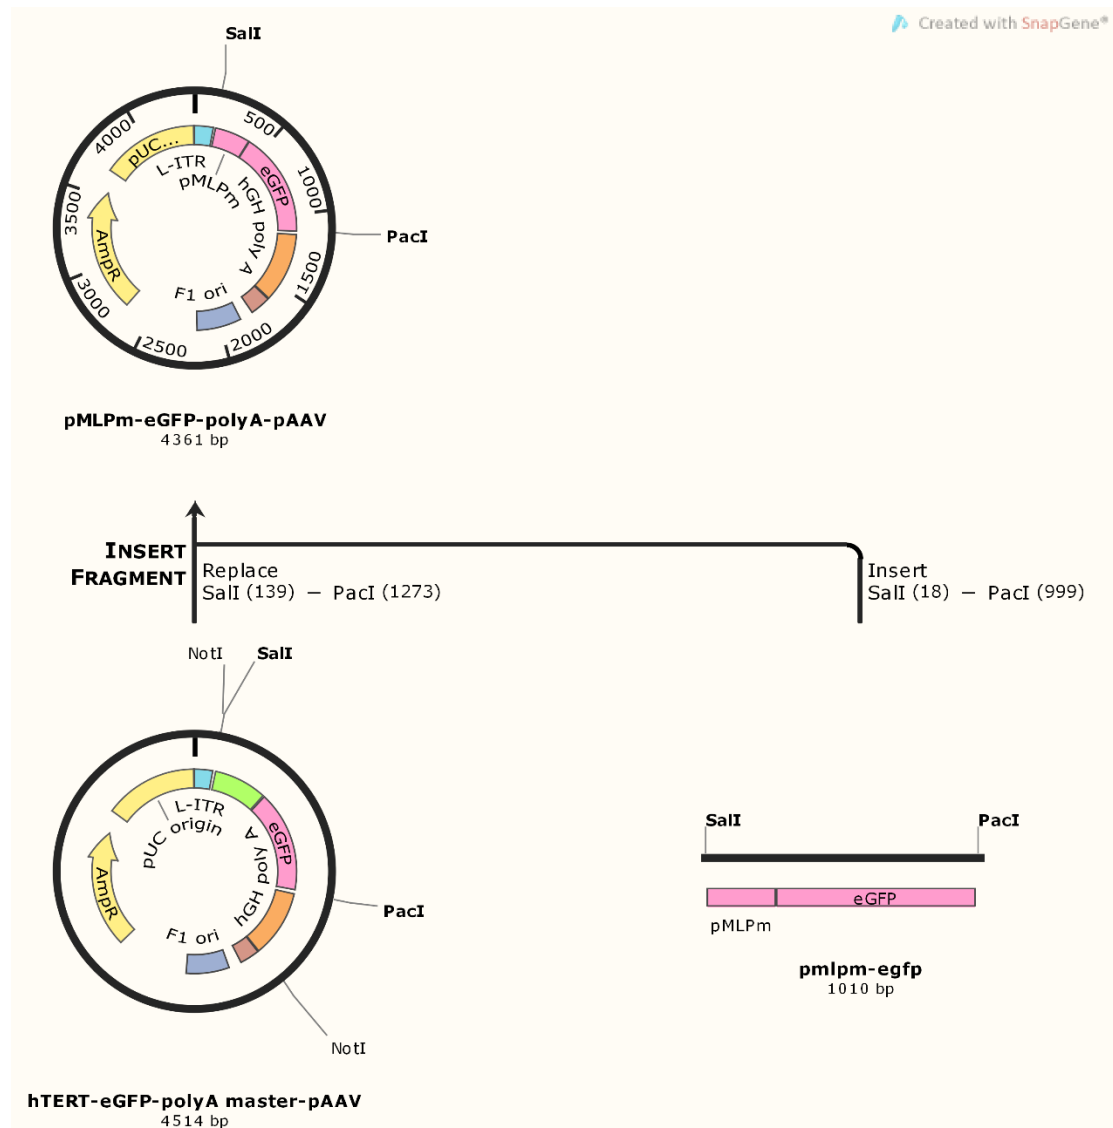 Created with SnapGene®
SalI
500
1000
1500
2000
2500
3000
3500
4000
pUC...
L-ITR
pMLPm
eGFP
hGH poly A
AmpR
F1 ori
PacI
pMLPm-eGFP-polyA-pAAV
4361 bp
INSERT
FRAGMENT
Replace
SalI (139) – PacI (1273)
Insert
SalI (18) – PacI (999)
NotI
SalI
L-ITR
pUC origin
eGFP
hGH poly A
AmpR
F1 ori
PacI
NotI
hTERT-eGFP-polyA master-pAAV
4514 bp
SalI
PacI
eGFP
pMLPm
pmlpm-egfp
1010 bp